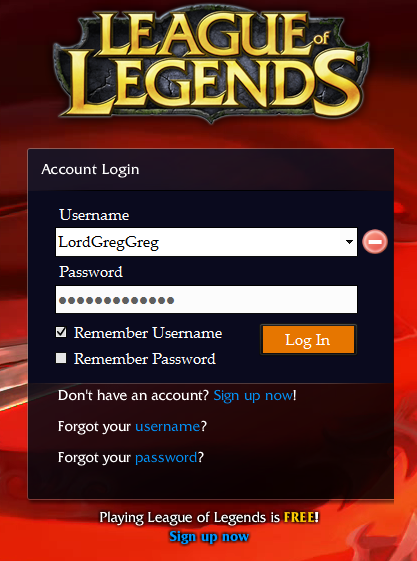 LEAGUE of
LEGENDS
Account Login
Username
LordGregGreg
Password
●●●●●●●●●●●●●
Remember Username
Remember Password
Log In
Don't have an account? Sign up now!
Forgot your username?
Forgot your password?
Playing League of Legends is FREE!
Sign up now